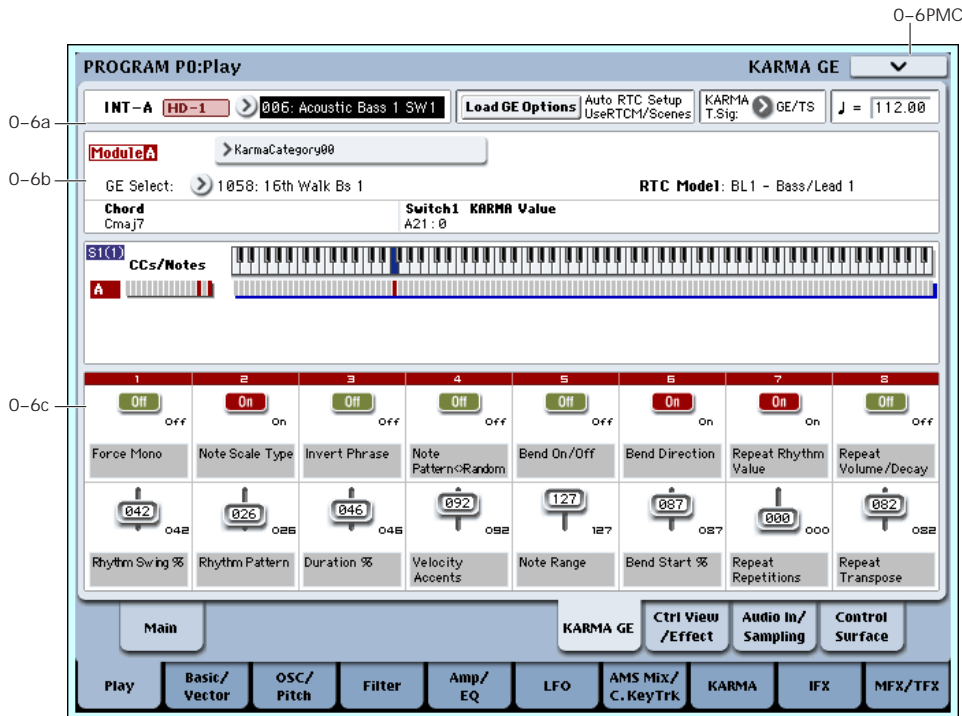 0–6PMC
PROGRAM P0:Play KARMA GE
0–6a
INT-A HD-1 006: Acoustic Bass 1 SW1 Load GE Options Auto RTC Setup UseRTCM/Scenes KARMA T.Sig: GE/TS ♩ = 112.00
Module A KarmaCategory00
0–6b
GE Select: 1058: 16th Walk Bs 1 RTC Model: BL1 - Bass/Lead 1
Chord Switch1 KARMA Value
Cmaj7 A21:0
S1(1) CCs/Notes
A
1 2 3 4 5 6 7 8
0–6c
Off On Off Off Off On On Off
Off On Off Off Off On On Off
Force Mono Note Scale Type Invert Phrase Note Pattern<>Random Bend On/Off Bend Direction Repeat Rhythm Value Repeat Volume/Decay
042 026 046 092 127 087 000 082
042 026 046 092 127 087 000 082
Rhythm Swing % Rhythm Pattern Duration % Velocity Accents Note Range Bend Start % Repeat Repetitions Repeat Transpose
Main KARMA GE Ctrl View /Effect Audio In/ Sampling Control Surface
Play Basic/ Vector OSC/ Pitch Filter Amp/ EQ LFO AMS Mix/ C.KeyTrk KARMA IFX MFX/TFX